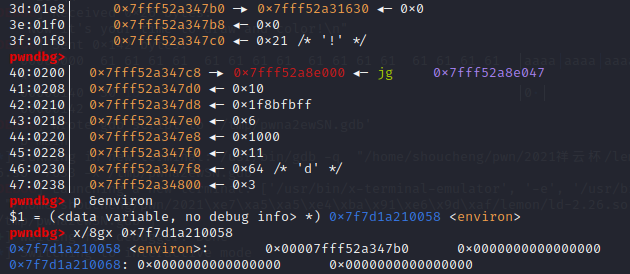 3d:01e8│ 0×7fff52a347b0 —▸ 0×7fff52a31630 ◂— 0×0
3e:01f0│ 0×7fff52a347b8 ◂— 0×0
3f:01f8│ 0×7fff52a347c0 ◂— 0×21 /* '!' */
pwndbg>
40:0200│ 0×7fff52a347c8 —▸ 0×7fff52a8e000 ◂— jg 0×7fff52a8e047
41:0208│ 0×7fff52a347d0 ◂— 0×10
42:0210│ 0×7fff52a347d8 ◂— 0×1f8bfbff
43:0218│ 0×7fff52a347e0 ◂— 0×6
44:0220│ 0×7fff52a347e8 ◂— 0×1000
45:0228│ 0×7fff52a347f0 ◂— 0×11
46:0230│ 0×7fff52a347f8 ◂— 0×64 /* 'd' */
47:0238│ 0×7fff52a34800 ◂— 0×3
pwndbg> p &environ
$1 = (<data variable, no debug info> *) 0×7f7d1a210058 <environ>
pwndbg> x/8gx 0×7f7d1a210058
0×7f7d1a210058 <environ>: 0×00007fff52a347b0 0×0000000000000000
0×7f7d1a210068: 0×0000000000000000 0×0000000000000000